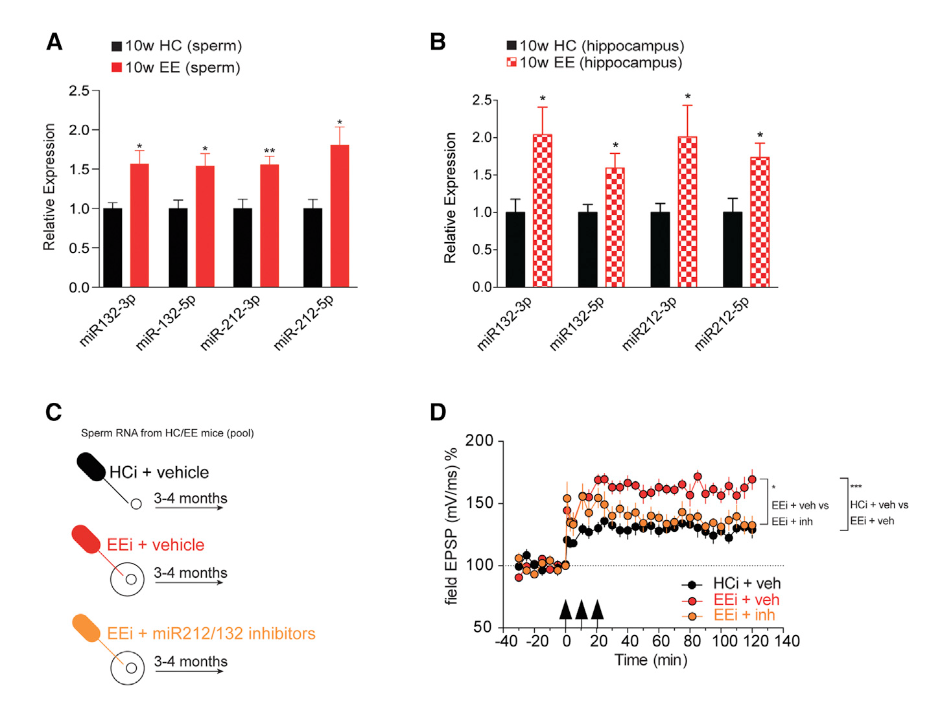 A
10w HC (sperm)
10w EE (sperm)
Relative Expression
2.5
2.0
1.5
1.0
0.5
0.0
*
*
**
*
miR132-3p
miR-132-5p
miR-212-3p
miR-212-5p
B
10w HC (hippocampus)
10w EE (hippocampus)
Relative Expression
2.5
2.0
1.5
1.0
0.5
0.0
*
*
*
*
miR132-3p
miR132-5p
miR212-3p
miR212-5p
C
Sperm RNA from HC/EE mice (pool)
HCi + vehicle
3-4 months
EEi + vehicle
3-4 months
EEi + miR212/132 inhibitors
3-4 months
D
field EPSP (mV/ms) %
200
150
100
50
-40 -20 0 20 40 60 80 100 120 140
Time (min)
HCi + veh
EEi + veh
EEi + inh
*
EEi + veh vs
EEi + inh
***
HCi + veh vs
EEi + veh